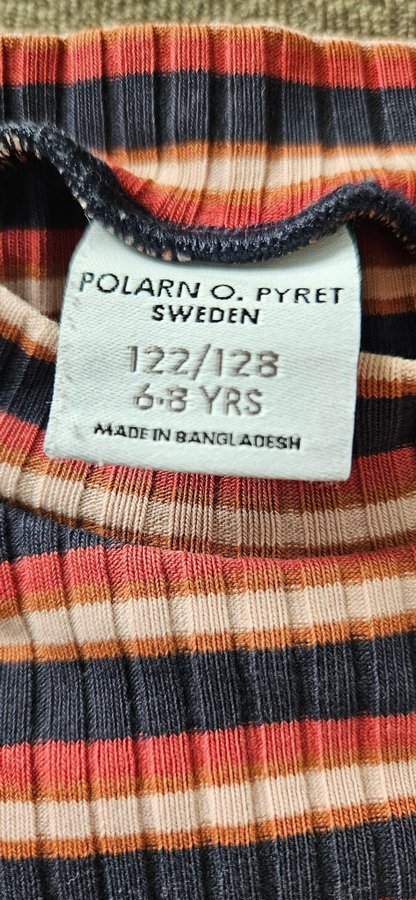 POLARN O. PYRET
SWEDEN
122/128
6-8 YRS
MADE IN BANGLADESH